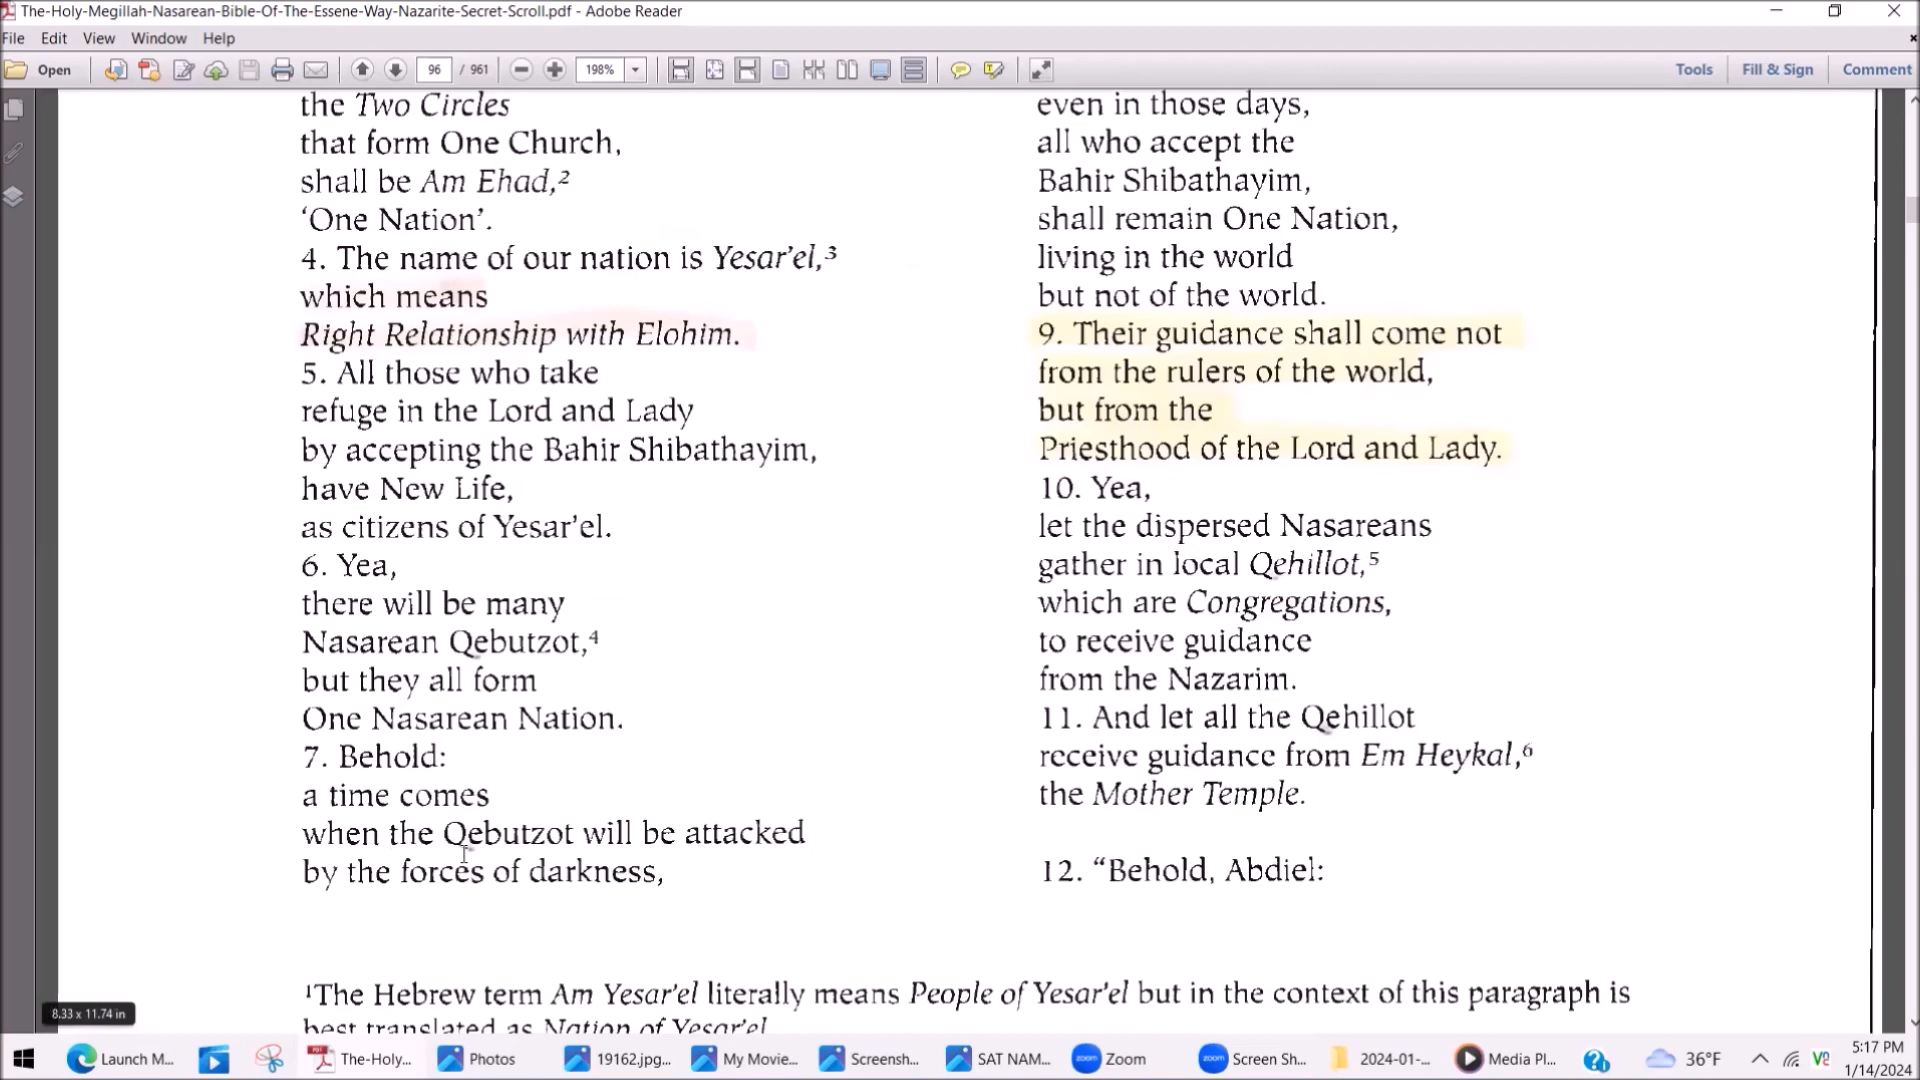 The-Holy-Megillah-Nasarean-Bible-Of-The-Essene-Way-Nazarite-Secret-Scroll.pdf - Adobe Reader
File Edit View Window Help
Open 96 / 961 198% Tools Fill & Sign Comment
the Two Circles
that form One Church,
shall be Am Ehad,²
‘One Nation’.
4. The name of our nation is Yesar’el,³
which means
Right Relationship with Elohim.
5. All those who take
refuge in the Lord and Lady
by accepting the Bahir Shibathayim,
have New Life,
as citizens of Yesar’el.
6. Yea,
there will be many
Nasarean Qebutzot,⁴
but they all form
One Nasarean Nation.
7. Behold:
a time comes
when the Qebutzot will be attacked
by the forces of darkness,
even in those days,
all who accept the
Bahir Shibathayim,
shall remain One Nation,
living in the world
but not of the world.
9. Their guidance shall come not
from the rulers of the world,
but from the
Priesthood of the Lord and Lady.
10. Yea,
let the dispersed Nasareans
gather in local Qehillot,⁵
which are Congregations,
to receive guidance
from the Nazarim.
11. And let all the Qehillot
receive guidance from Em Heykal,⁶
the Mother Temple.
12. “Behold, Abdiel:
¹The Hebrew term Am Yesar’el literally means People of Yesar’el but in the context of this paragraph is
best translated as Nation of Yesar’el
8.33 x 11.74 in
Launch M... The-Holy... Photos 19162.jpg... My Movie... Screensh... SAT NAM... Zoom Screen Sh... 2024-01-... Media Pl... 36°F 5:17 PM
1/14/2024